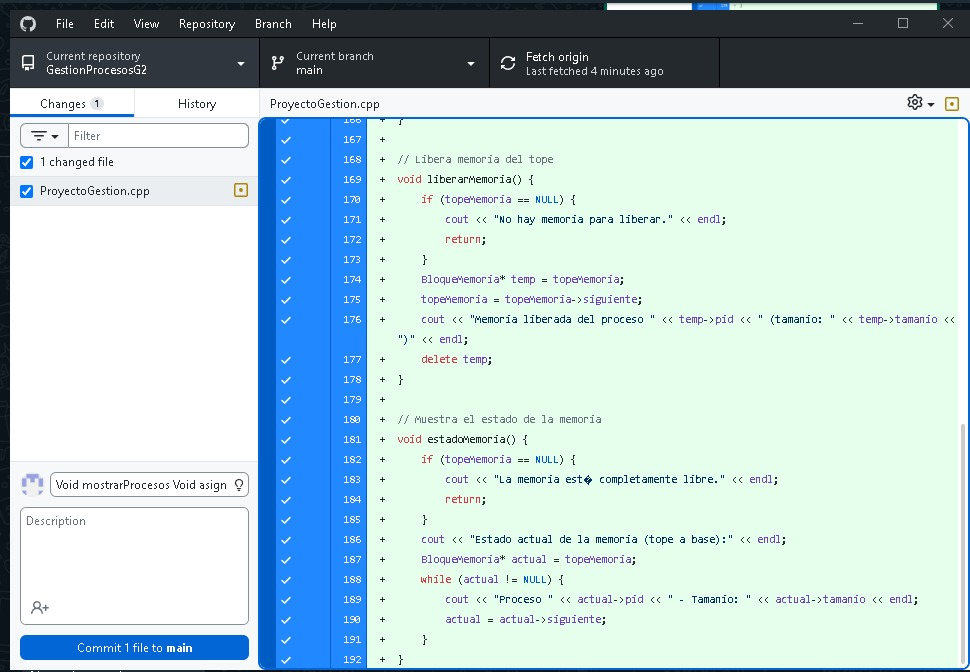 File Edit View Repository Branch Help
Current repository
GestionProcesosG2
Current branch
main
Fetch origin
Last fetched 4 minutes ago
Changes 1
History
ProyectoGestion.cpp
Filter
1 changed file
ProyectoGestion.cpp
Void mostrarProcesos Void asign
Description
Commit 1 file to main
166 + }
167 +
168 + // Libera memoria del tope
169 + void liberarMemoria() {
170 + if (topeMemoria == NULL) {
171 + cout << "No hay memoria para liberar." << endl;
172 + return;
173 + }
174 + BloqueMemoria* temp = topeMemoria;
175 + topeMemoria = topeMemoria->siguiente;
176 + cout << "Memoria liberada del proceso " << temp->pid << " (tamanio: " << temp->tamanio <<
")" << endl;
177 + delete temp;
178 + }
179 +
180 + // Muestra el estado de la memoria
181 + void estadoMemoria() {
182 + if (topeMemoria == NULL) {
183 + cout << "La memoria est� completamente libre." << endl;
184 + return;
185 + }
186 + cout << "Estado actual de la memoria (tope a base):" << endl;
187 + BloqueMemoria* actual = topeMemoria;
188 + while (actual != NULL) {
189 + cout << "Proceso " << actual->pid << " - Tamanio: " << actual->tamanio << endl;
190 + actual = actual->siguiente;
191 + }
192 + }